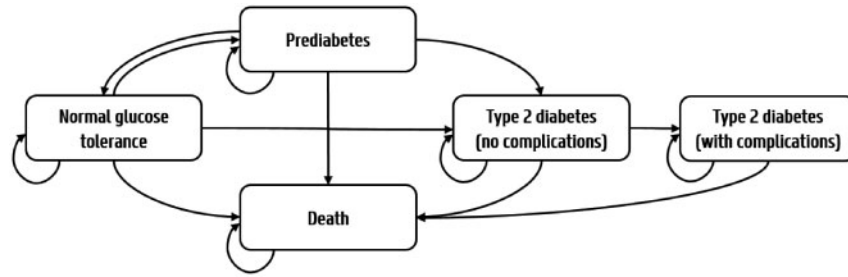 Prediabetes
Normal glucose
tolerance
Type 2 diabetes
(no complications)
Type 2 diabetes
(with complications)
Death